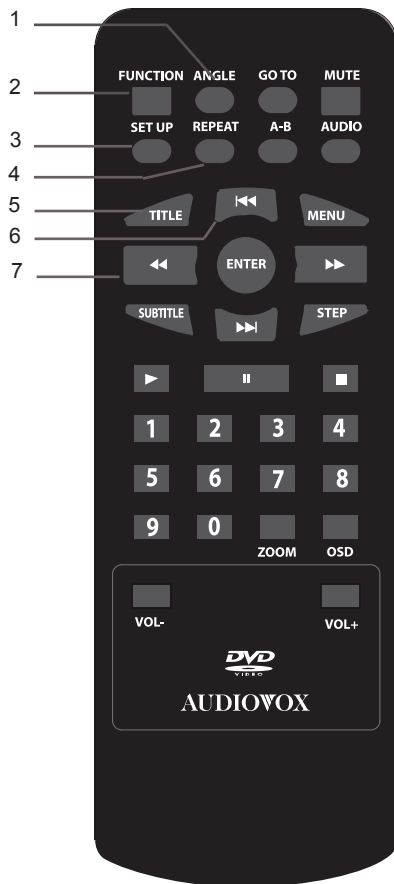 1
2
3
4
5
6
7
FUNCTION ANGLE GO TO MUTE
SET UP REPEAT A-B AUDIO
TITLE MENU
ENTER
SUBTITLE STEP
1 2 3 4
5 6 7 8
9 0
ZOOM OSD
VOL- VOL+
DVD
VIDEO
AUDIOVOX